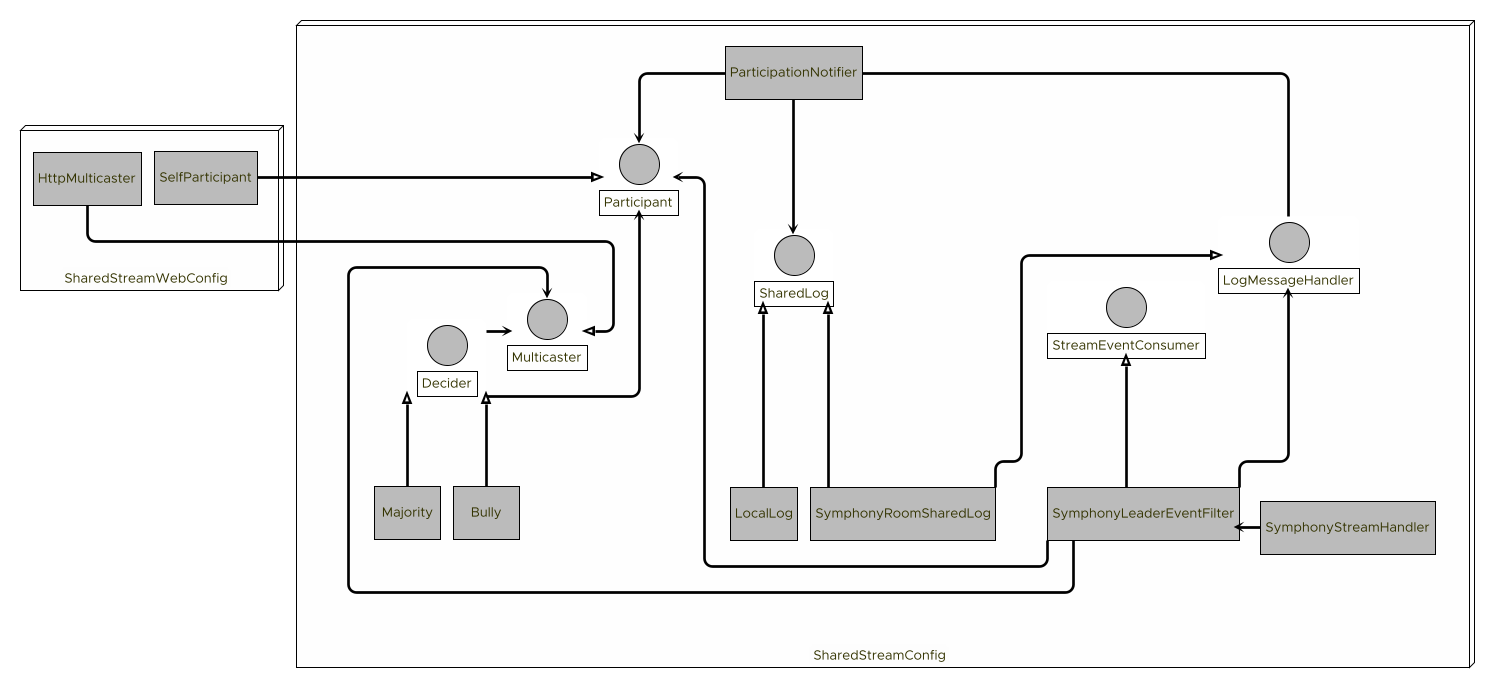 ParticipationNotifier
HttpMulticaster
SelfParticipant
Participant
SharedStreamWebConfig
SharedLog
LogMessageHandler
StreamEventConsumer
Multicaster
Decider
Majority
Bully
LocalLog
SymphonyRoomSharedLog
SymphonyLeaderEventFilter
SymphonyStreamHandler
SharedStreamConfig